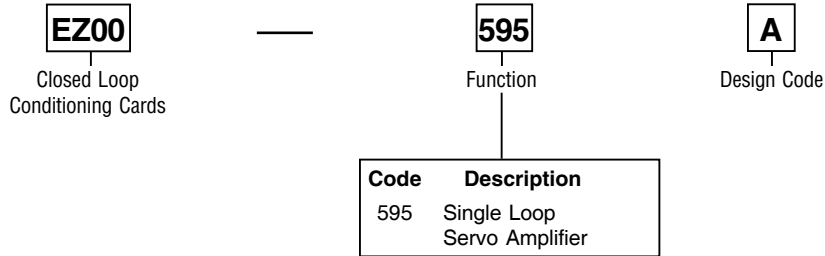 EZ00 — 595 A
Closed Loop
Conditioning Cards
Function
Design Code
Code Description
595 Single Loop
Servo Amplifier